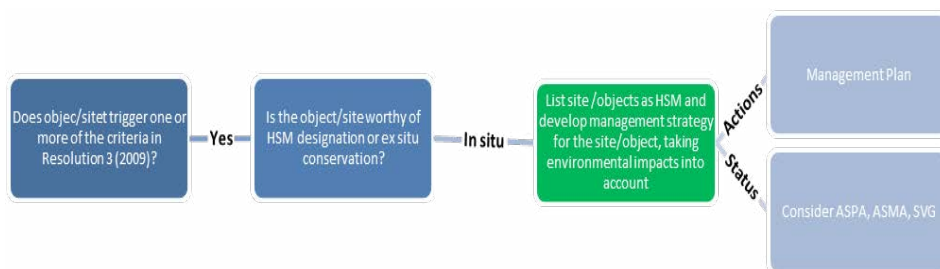 Does objec/sitet trigger one or
more of the criteria in
Resolution 3 (2009)?
Yes
Is the object/site worthy of
HSM designation or ex situ
conservation?
In situ
List site /objects as HSM and
develop management strategy
for the site/object, taking
environmental impacts into
account
Actions
Management Plan
Status
Consider ASPA, ASMA, SVG